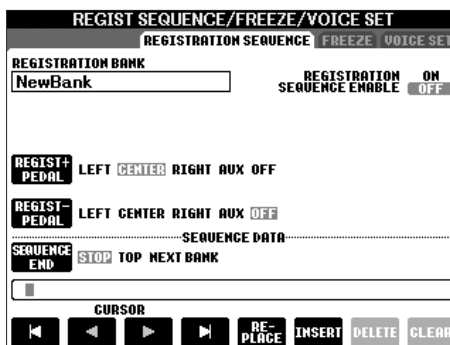 REGIST SEQUENCE/FREEZE/VOICE SET
REGISTRATION SEQUENCE FREEZE VOICE SET
REGISTRATION BANK
NewBank
REGISTRATION SEQUENCE ENABLE ON OFF
REGIST+ PEDAL LEFT CENTER RIGHT AUX OFF
REGIST- PEDAL LEFT CENTER RIGHT AUX OFF
SEQUENCE DATA
SEQUENCE END STOP TOP NEXT BANK
CURSOR
RE-PLACE INSERT DELETE CLEAR